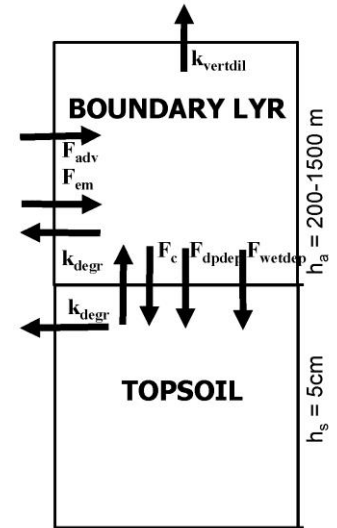 k_vertdil
BOUNDARY LYR
F_adv
F_em
k_degr
F_c F_dpdep F_wetdep
k_degr
TOPSOIL
h_a = 200-1500 m
h_s = 5cm